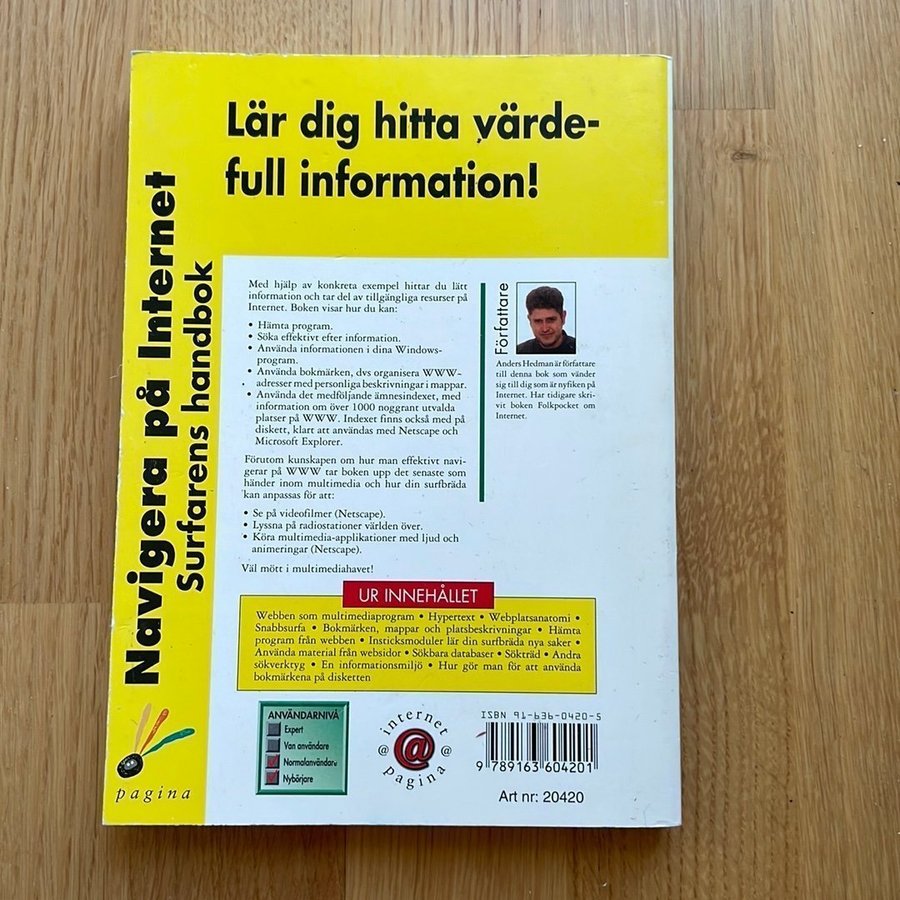 Navigera på Internet
Surfarens handbok
pagina
Lär dig hitta värde-
full information!
Med hjälp av konkreta exempel hittar du lätt
information och tar del av tillgängliga resurser på
Internet. Boken visar hur du kan:
• Hämta program.
• Söka effektivt efter information.
• Använda informationen i dina Windows-
program.
• Använda bokmärken, dvs organisera WWW-
adresser med personliga beskrivningar i mappar.
• Använda det medföljande ämnesindexet, med
information om över 1000 noggrant utvalda
platser på WWW. Indexet finns också med på
diskett, klart att användas med Netscape och
Microsoft Explorer.
Förutom kunskapen om hur man effektivt navi-
gerar på WWW tar boken upp det senaste som
händer inom multimedia och hur din surfbräda
kan anpassas för att:
• Se på videofilmer (Netscape).
• Lyssna på radiostationer världen över.
• Köra multimedia-applikationer med ljud och
animeringar (Netscape).
Väl mött i multimediahavet!
Författare
Anders Hedman är författare
till denna bok som vänder
sig till dig som är nyfiken på
Internet. Har tidigare skri-
vit boken Folkpocket om
Internet.
UR INNEHÅLLET
Webben som multimediaprogram • Hypertext • Webplatsanatomi •
Snabbsurfa • Bokmärken, mappar och platsbeskrivningar • Hämta
program från webben • Insticksmoduler lär din surfbräda nya saker •
Använda material från websidor • Sökbara databaser • Sökträd • Andra
sökverktyg • En informationsmiljö • Hur gör man för att använda
bokmärkena på disketten
ANVÄNDARNIVÅ
Expert
Van användare
Normalanvändare
Nybörjare
internet
@ @ @
pagina
ISBN 91-636-0420-5
9 789163 604201
Art nr: 20420